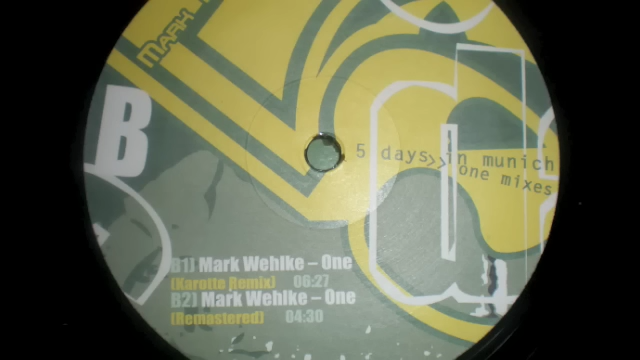 Mark
B
5 days>>in munich
one mixes
B1) Mark Wehlke – One
(Karotte Remix) 06:27
B2) Mark Wehlke – One
(Remastered) 04:30